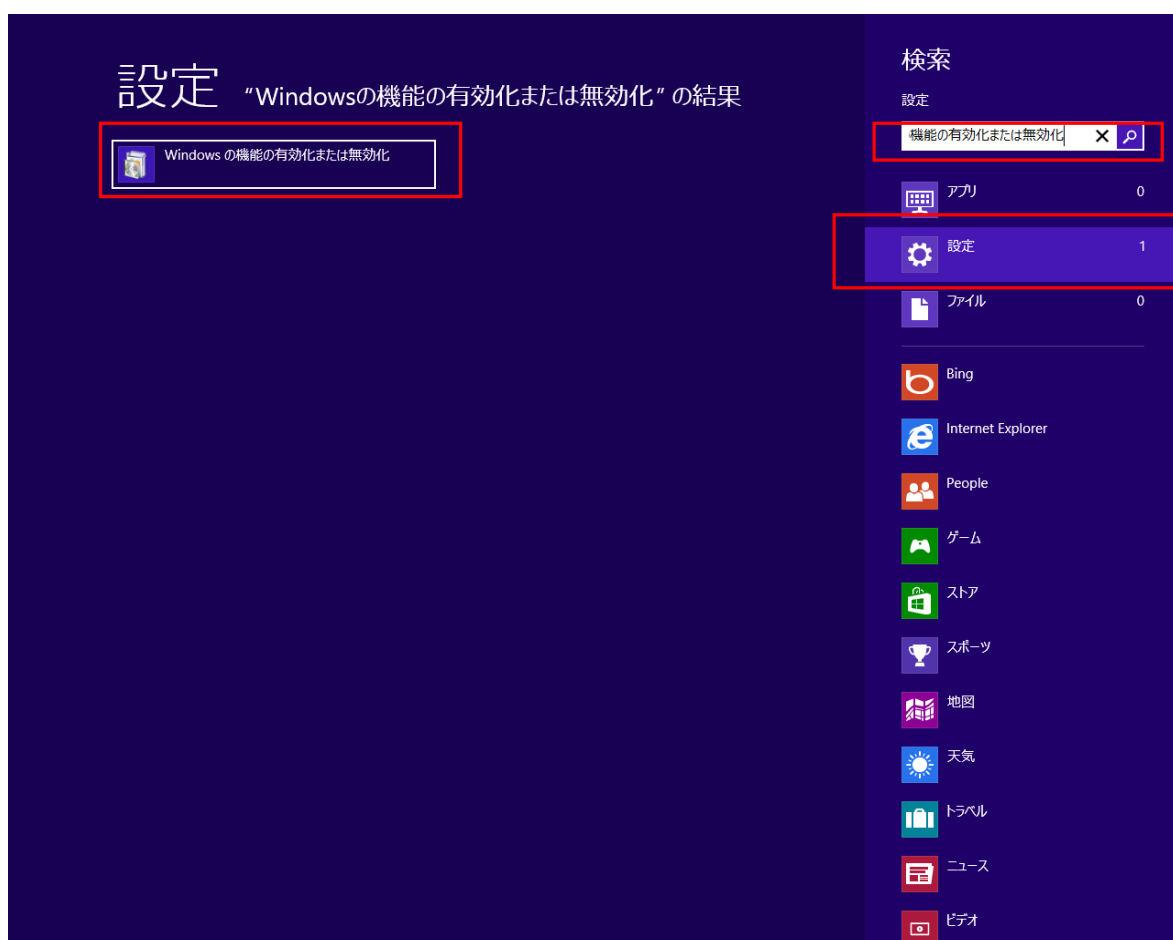 設定 “Windowsの機能の有効化または無効化” の結果
Windows の機能の有効化または無効化
検索
設定
機能の有効化または無効化
アプリ 0
設定 1
ファイル 0
Bing
Internet Explorer
People
ゲーム
ストア
スポーツ
地図
天気
トラベル
ニュース
ビデオ